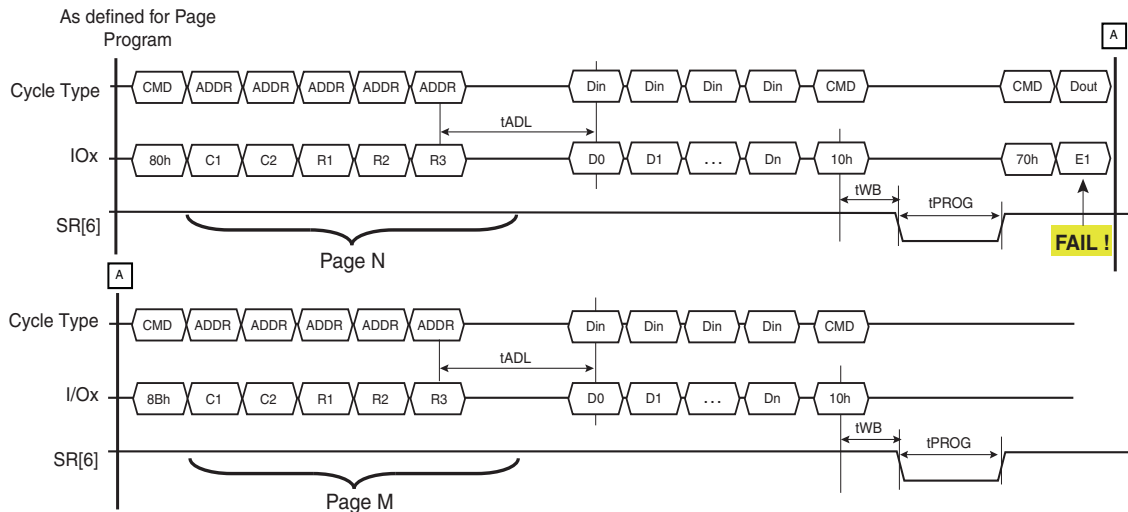 As defined for Page
Program
A
Cycle Type CMD ADDR ADDR ADDR ADDR ADDR Din Din Din Din CMD CMD Dout
tADL
IOx 80h C1 C2 R1 R2 R3 D0 D1 ... Dn 10h 70h E1
tWB tPROG
SR[6]
FAIL !
Page N
A
Cycle Type CMD ADDR ADDR ADDR ADDR ADDR Din Din Din Din CMD
tADL
I/Ox 8Bh C1 C2 R1 R2 R3 D0 D1 ... Dn 10h
tWB tPROG
SR[6]
Page M